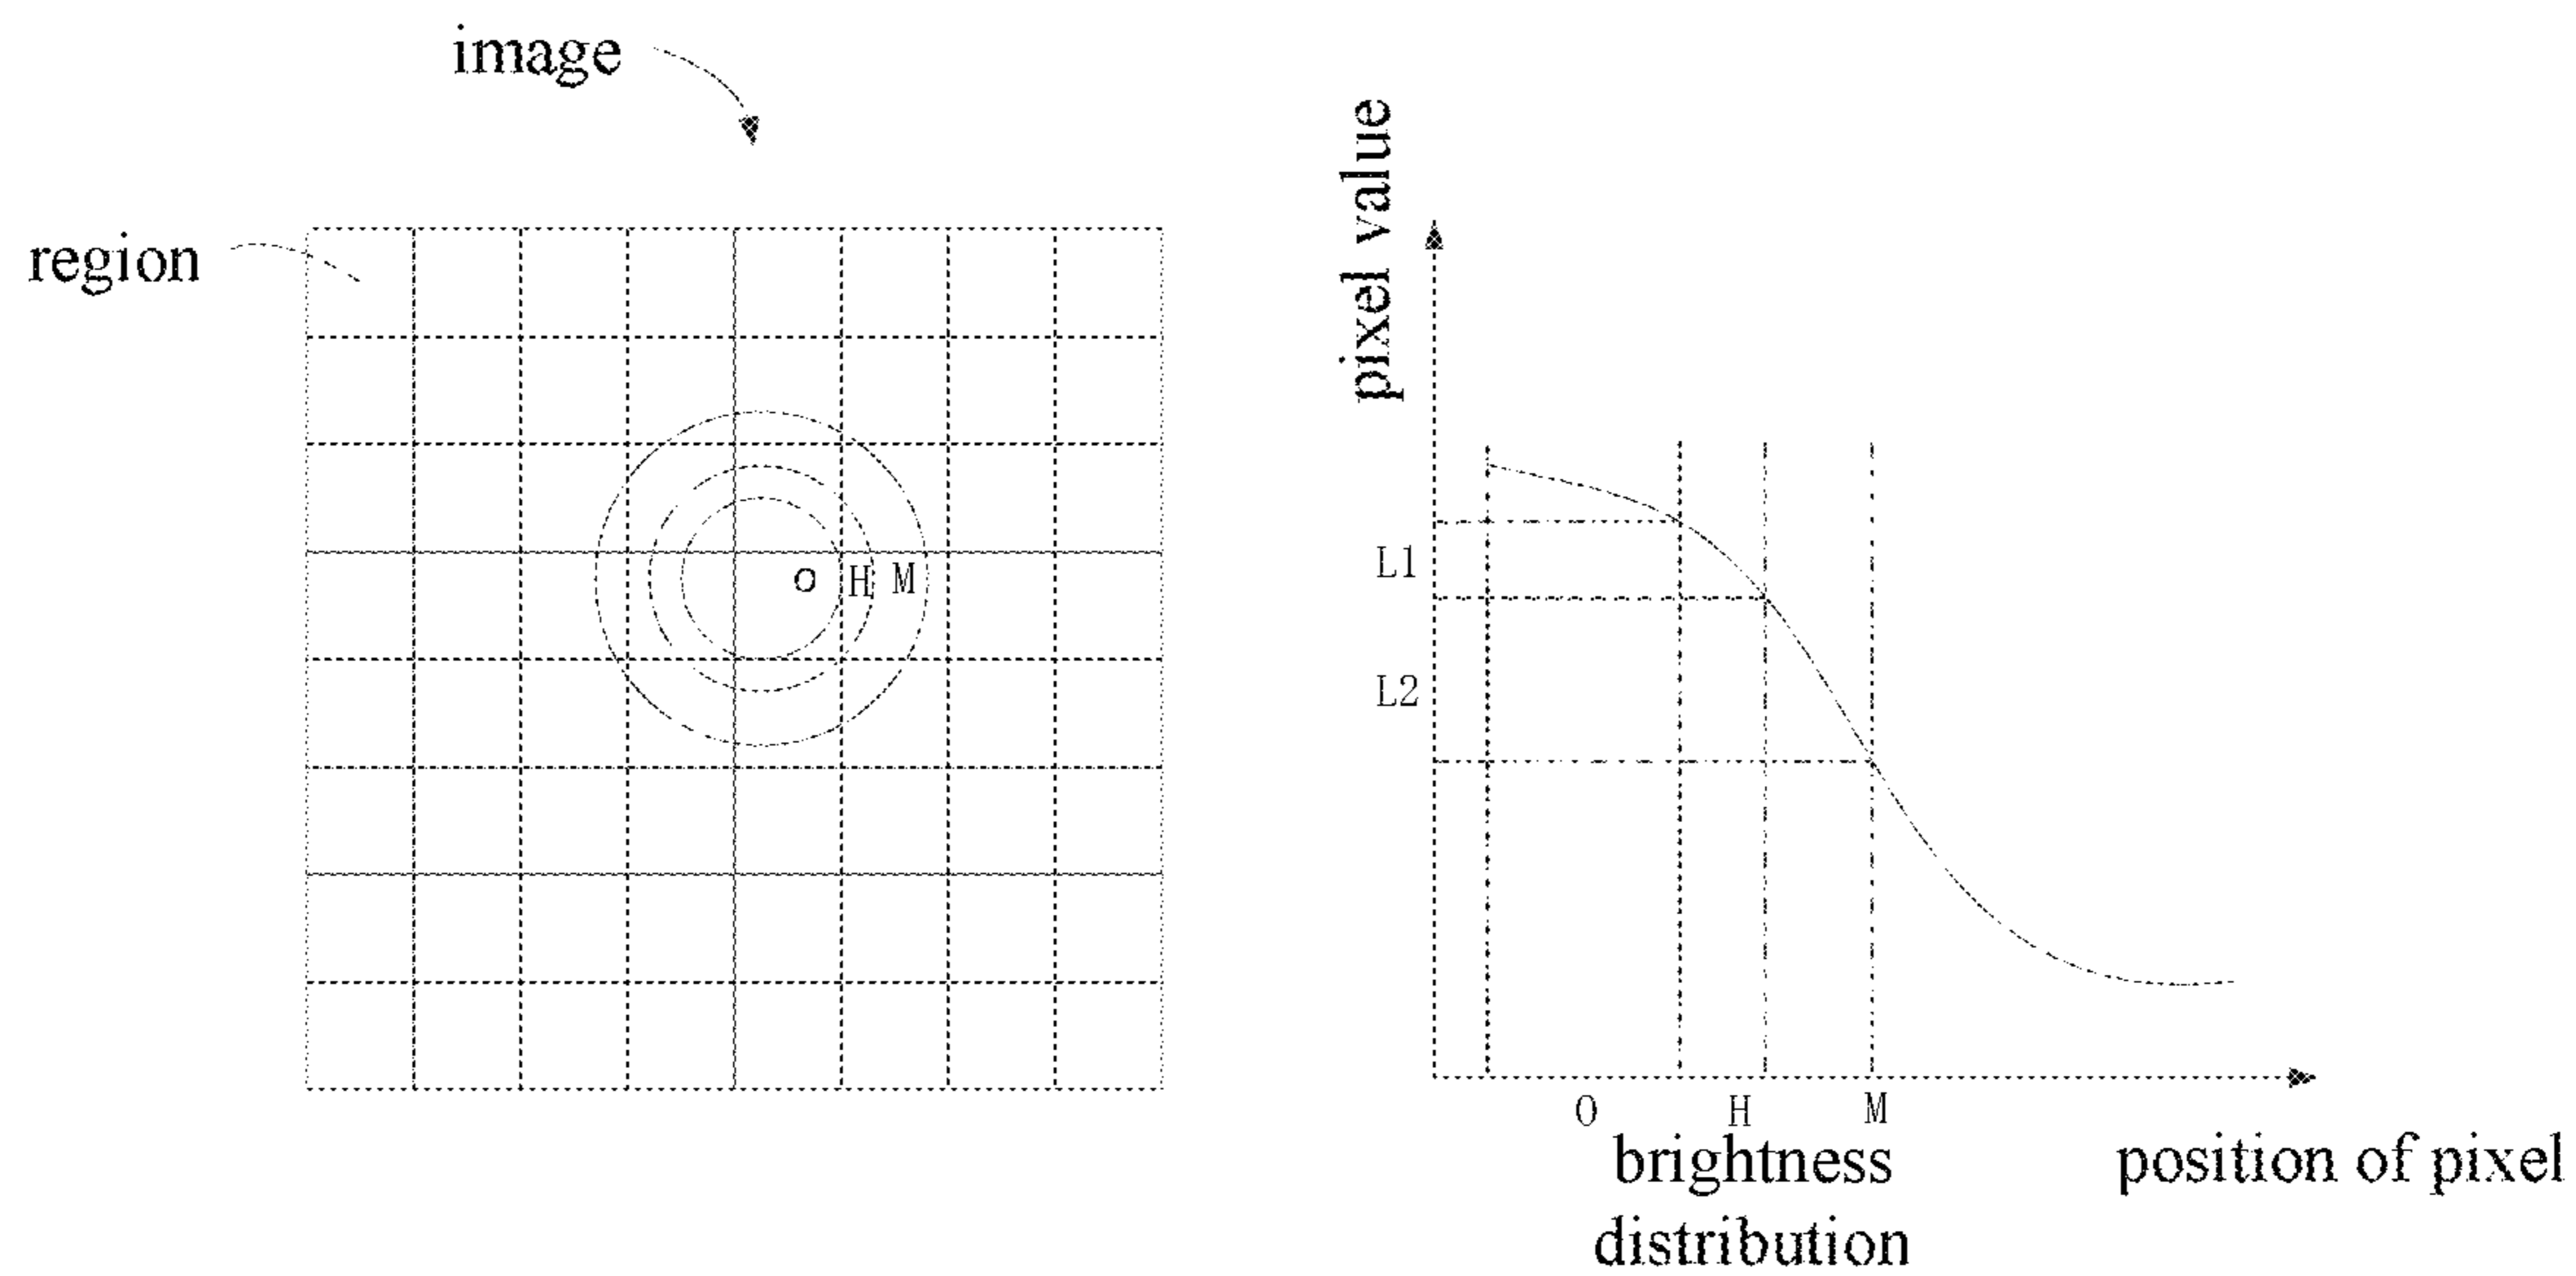 image
region
O H M
pixel value
L1
L2
O H M
brightness
distribution
position of pixel